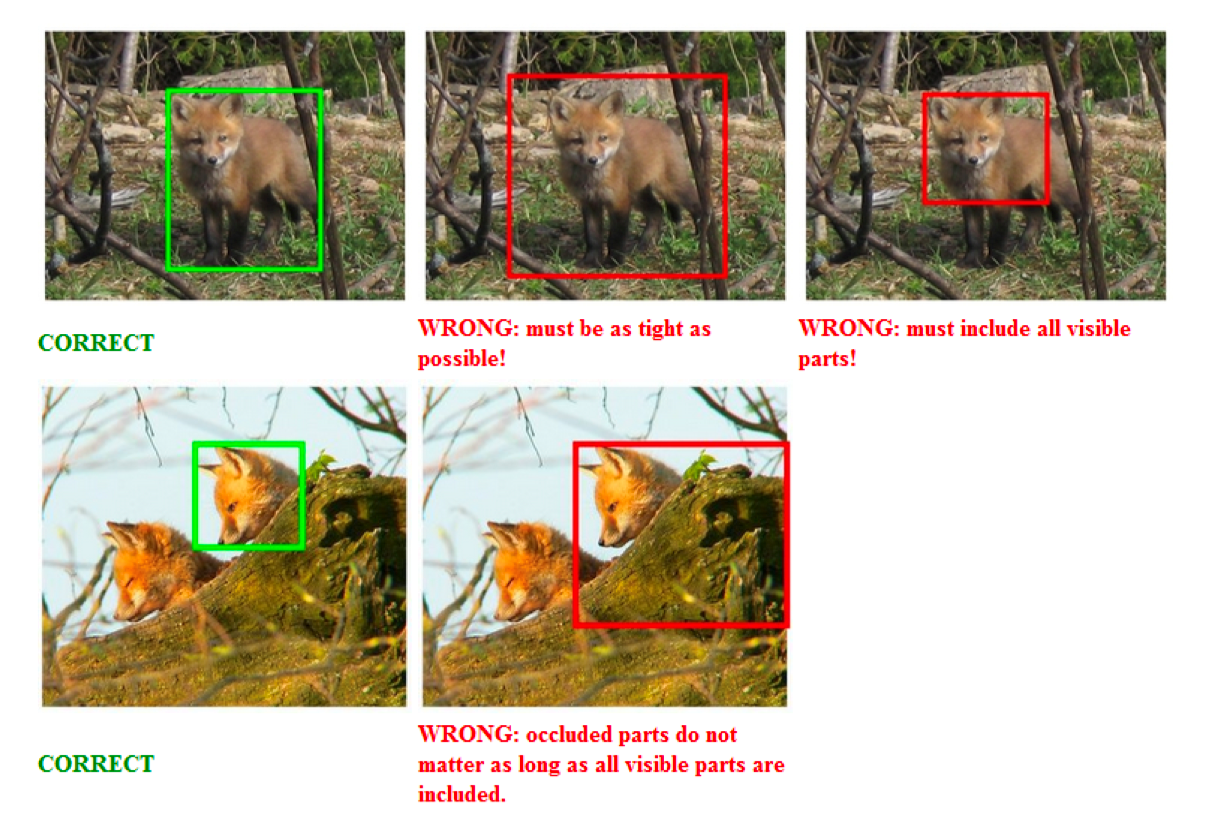 CORRECT
WRONG: must be as tight as
possible!
WRONG: must include all visible
parts!
CORRECT
WRONG: occluded parts do not
matter as long as all visible parts are
included.